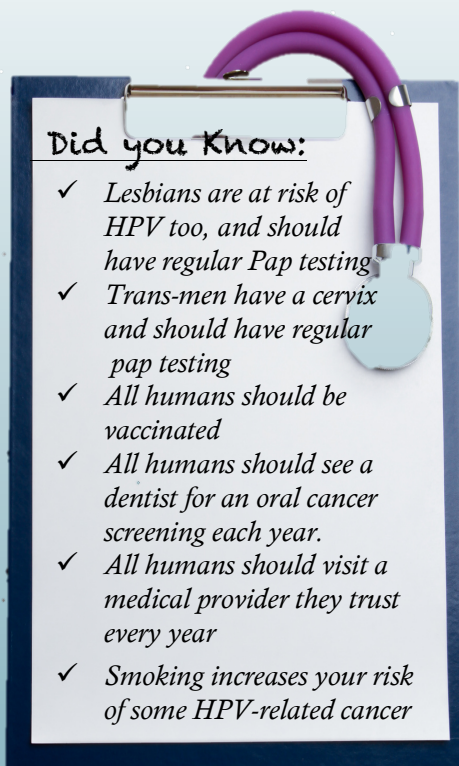 Did you Know:
✓ Lesbians are at risk of
HPV too, and should
have regular Pap testing
✓ Trans-men have a cervix
and should have regular
pap testing
✓ All humans should be
vaccinated
✓ All humans should see a
dentist for an oral cancer
screening each year.
✓ All humans should visit a
medical provider they trust
every year
✓ Smoking increases your risk
of some HPV-related cancer